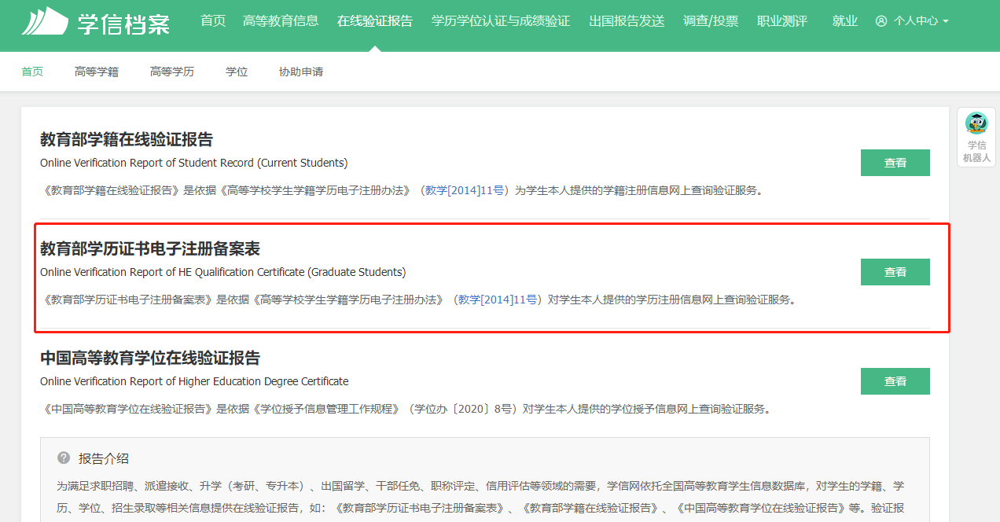 学信档案
首页 高等教育信息 在线验证报告 学历学位认证与成绩验证 出国报告发送 调查/投票 职业测评 就业 个人中心
首页 高等学籍 高等学历 学位 协助申请
教育部学籍在线验证报告
Online Verification Report of Student Record (Current Students)
查看
《教育部学籍在线验证报告》是依据《高等学校学生学籍学历电子注册办法》（教学[2014]11号）为学生本人提供的学籍注册信息网上查询验证服务。
学信
机器人
教育部学历证书电子注册备案表
Online Verification Report of HE Qualification Certificate (Graduate Students)
查看
《教育部学历证书电子注册备案表》是依据《高等学校学生学籍学历电子注册办法》（教学[2014]11号）对学生本人提供的学历注册信息网上查询验证服务。
中国高等教育学位在线验证报告
Online Verification Report of Higher Education Degree Certificate
查看
《中国高等教育学位在线验证报告》是依据《学位授予信息管理工作规程》（学位办〔2020〕8号）对学生本人提供的学位授予信息网上查询验证服务。
? 报告介绍
为满足求职招聘、派遣接收、升学（考研、专升本）、出国留学、干部任免、职称评定、信用评估等领域的需要，学信网依托全国高等教育学生信息数据库，对学生的学籍、学
历、学位、招生录取等相关信息提供在线验证报告，如：《教育部学历证书电子注册备案表》、《教育部学籍在线验证报告》、《中国高等教育学位在线验证报告》等。验证报